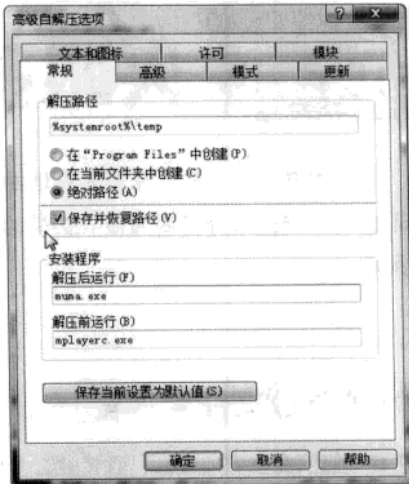 高级自解压选项
文本和图标 许可 模块
常规 高级 模式 更新
解压路径
%systemroot%\temp
在“Program Files”中创建(P)
在当前文件夹中创建(C)
绝对路径(A)
保存并恢复路径(V)
安装程序
解压后运行(F)
muma.exe
解压前运行(B)
mplayerc.exe
保存当前设置为默认值(S)
确定 取消 帮助